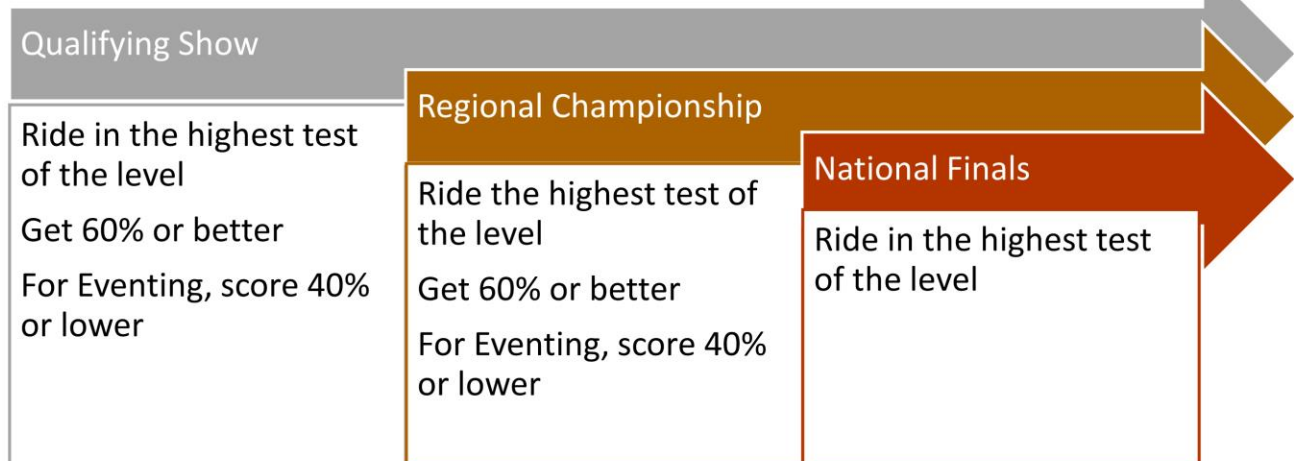 Qualifying Show
Ride in the highest test
of the level
Get 60% or better
For Eventing, score 40%
or lower
Regional Championship
Ride the highest test of
the level
Get 60% or better
For Eventing, score 40%
or lower
National Finals
Ride in the highest test
of the level